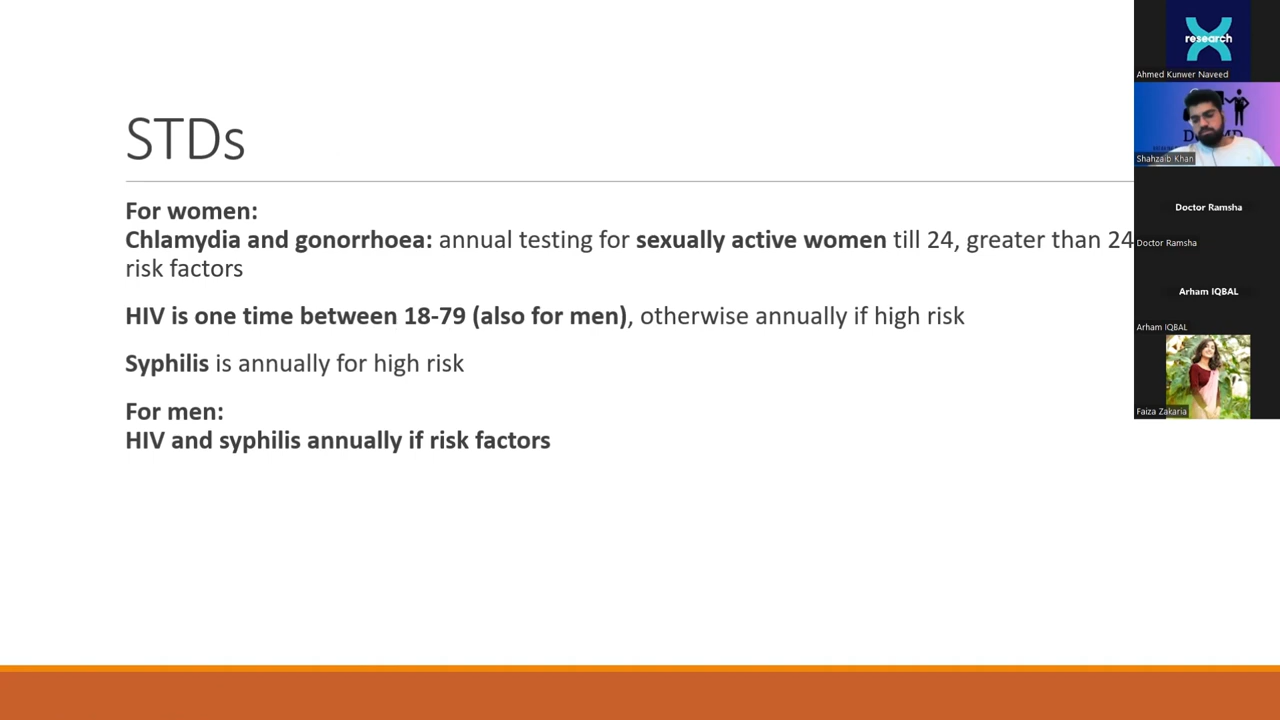 STDs
For women:
Chlamydia and gonorrhoea: annual testing for sexually active women till 24, greater than 24
risk factors
HIV is one time between 18-79 (also for men), otherwise annually if high risk
Syphilis is annually for high risk
For men:
HIV and syphilis annually if risk factors
research
Ahmed Kunwer Naveed
Shahzaib Khan
Doctor Ramsha
Doctor Ramsha
Arham IQBAL
Arham IQBAL
Faiza Zakaria